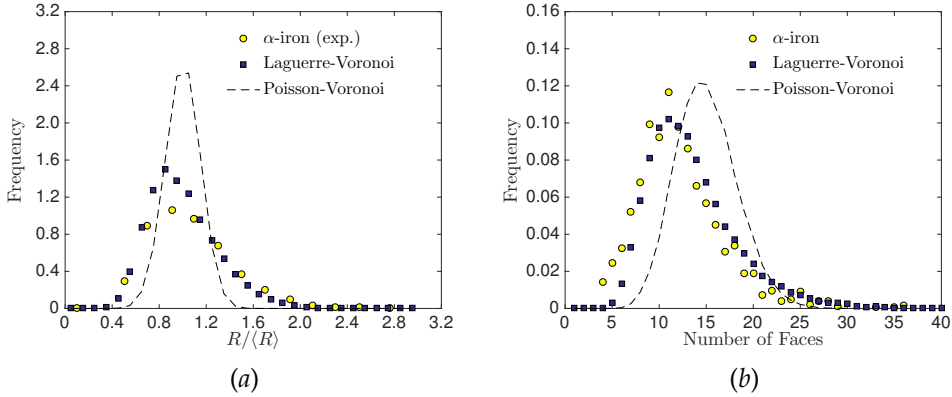 3.2
2.8
2.4
2.0
1.6
1.2
0.8
0.4
0
Frequency
α-iron (exp.)
Laguerre-Voronoi
Poisson-Voronoi
0 0.4 0.8 1.2 1.6 2.0 2.4 2.8 3.2
R/⟨R⟩
(a)
0.16
0.14
0.12
0.10
0.08
0.06
0.04
0.02
0.00
Frequency
α-iron
Laguerre-Voronoi
Poisson-Voronoi
0 5 10 15 20 25 30 35 40
Number of Faces
(b)